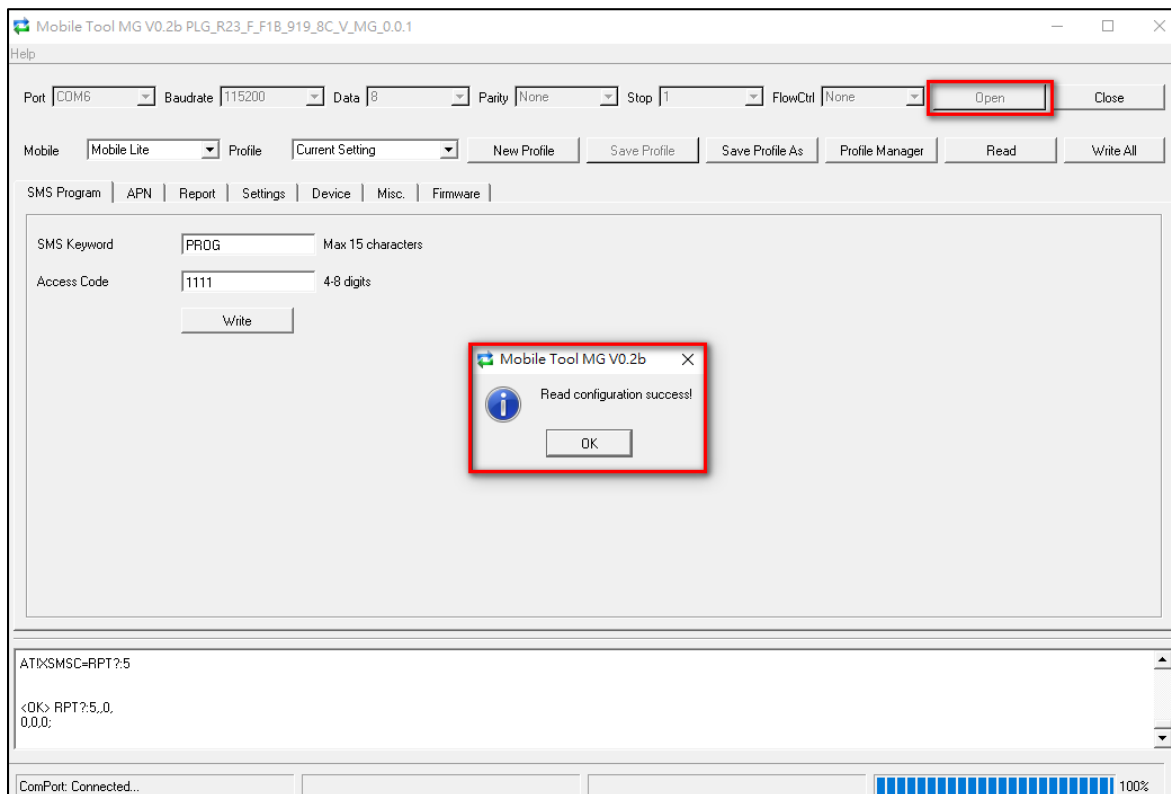 Mobile Tool MG V0.2b PLG_R23_F_F1B_919_8C_V_MG_0.0.1
Help
Port COM6 Baudrate 115200 Data 8 Parity None Stop 1 FlowCtrl None Open Close
Mobile Mobile Lite Profile Current Setting New Profile Save Profile Save Profile As Profile Manager Read Write All
SMS Program APN Report Settings Device Misc. Firmware
SMS Keyword PROG Max 15 characters
Access Code 1111 4-8 digits
Write
Mobile Tool MG V0.2b
Read configuration success!
OK
ATIXSMSC=RPT?:5
<OK> RPT?:5,,0,
0,0,0;
ComPort: Connected... 100%